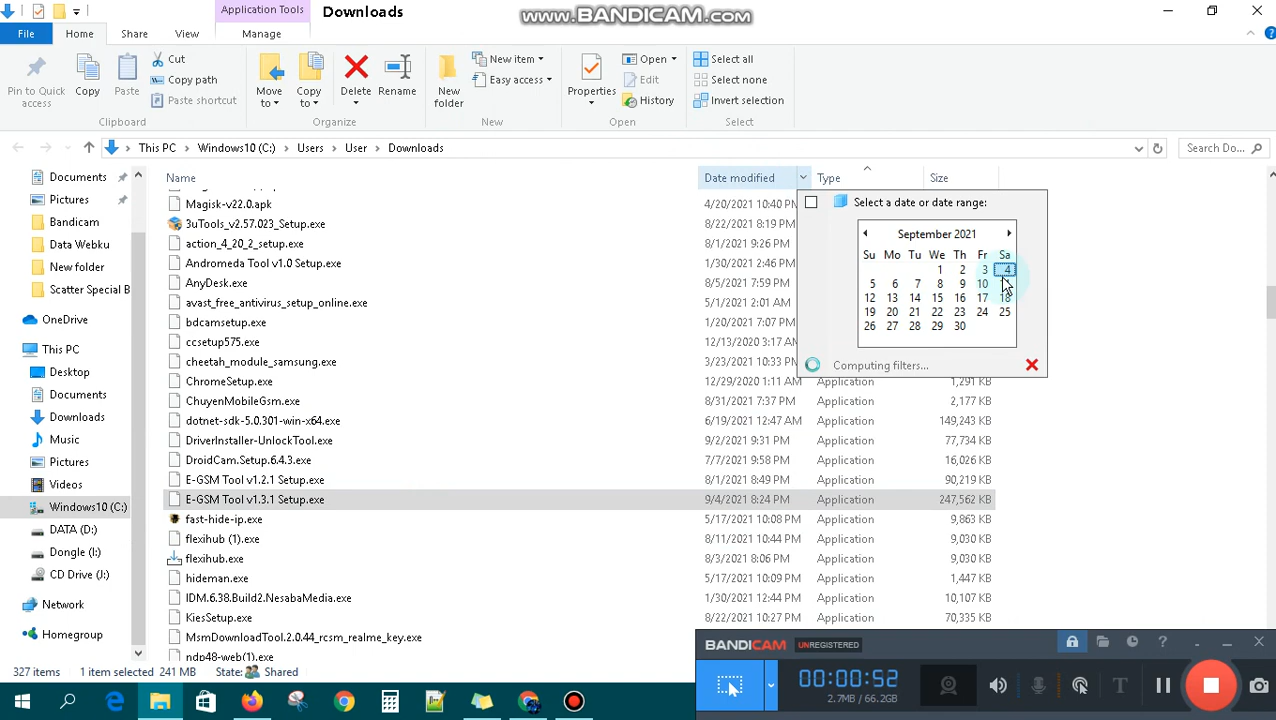 Application Tools Downloads www.BANDICAM.com
File Home Share View Manage
Pin to Quick access Copy Paste Cut Copy path Paste shortcut
Move to Copy to Delete Rename
New folder New item Easy access
Properties Open Edit History
Select all Select none Invert selection
Clipboard Organize New Open Select
This PC Windows10 (C:) Users User Downloads Search Do...
Name Date modified Type Size
Documents
Pictures
Bandicam
Data Webku
foto
Scatter Special B
OneDrive
This PC
Desktop
Documents
Downloads
Music
Pictures
Videos
Windows10 (C:)
DATA (D:)
Dongle (I:)
CD Drive (J:)
Network
Homegroup
Magisk-v22.0.apk 4/20/2021 10:40 PM
3uTools_v2.57.023_Setup.exe 8/22/2021 8:19 PM
action_4_20_2_setup.exe 8/1/2021 9:26 PM
Andromeda Tool v1.0 Setup.exe 1/30/2021 2:46 PM
AnyDesk.exe 8/5/2021 7:59 PM
avast_free_antivirus_setup_online.exe 5/1/2021 2:01 AM
bdcamsetup.exe 1/20/2021 7:07 PM
ccsetup575.exe 12/13/2020 3:17 AM
cheetah_module_samsung.exe 3/23/2021 10:33 PM
ChromeSetup.exe 12/29/2020 1:11 AM Application 1,291 KB
ChuyenMobileGsm.exe 8/31/2021 7:37 PM Application 2,177 KB
dotnet-sdk-5.0.301-win-x64.exe 6/19/2021 12:47 AM Application 149,243 KB
DriverInstaller-UnlockTool.exe 9/2/2021 9:31 PM Application 77,734 KB
DroidCam.Setup.6.4.3.exe 7/7/2021 9:58 PM Application 16,026 KB
E-GSM Tool v1.2.1 Setup.exe 8/1/2021 8:49 PM Application 90,219 KB
E-GSM Tool v1.3.1 Setup.exe 9/4/2021 8:24 PM Application 247,562 KB
fast-hide-ip.exe 5/17/2021 10:08 PM Application 9,863 KB
flexihub (1).exe 8/11/2021 10:44 PM Application 9,030 KB
flexihub.exe 8/3/2021 8:06 PM Application 9,030 KB
hideman.exe 5/17/2021 10:09 PM Application 1,447 KB
IDM.6.38.Build2.NesabaMedia.exe 1/30/2021 12:44 PM Application 10,107 KB
KiesSetup.exe 8/22/2021 10:27 PM Application 70,335 KB
MsmDownloadTool.2.0.44_rcsm_realme_key.exe
ndp48-web(1).exe
Select a date or date range:
September 2021
Su Mo Tu We Th Fr Sa
1 2 3 4
5 6 7 8 9 10
12 13 14 15 16 17 18
19 20 21 22 23 24 25
26 27 28 29 30
Computing filters...
327 items 1 item selected 241 MB State: Shared
BANDICAM UNREGISTERED
00:00:52
2.7MB / 66.2GB